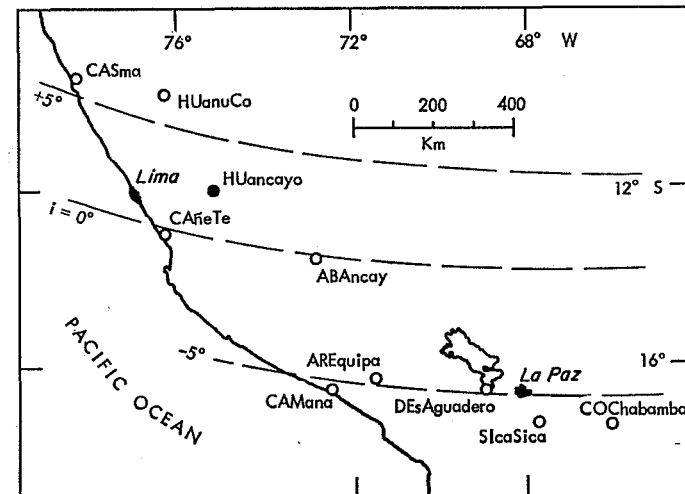 76° 72° 68° W
CASma
HUanuCo
+5°
0 200 400
Km
Lima
HUancayo
12° S
i = 0°
CAñeTe
ABAncay
PACIFIC OCEAN
-5°
AREquipa
16°
La Paz
CAMana
DEsAguadero
COChabamba
SIcaSica